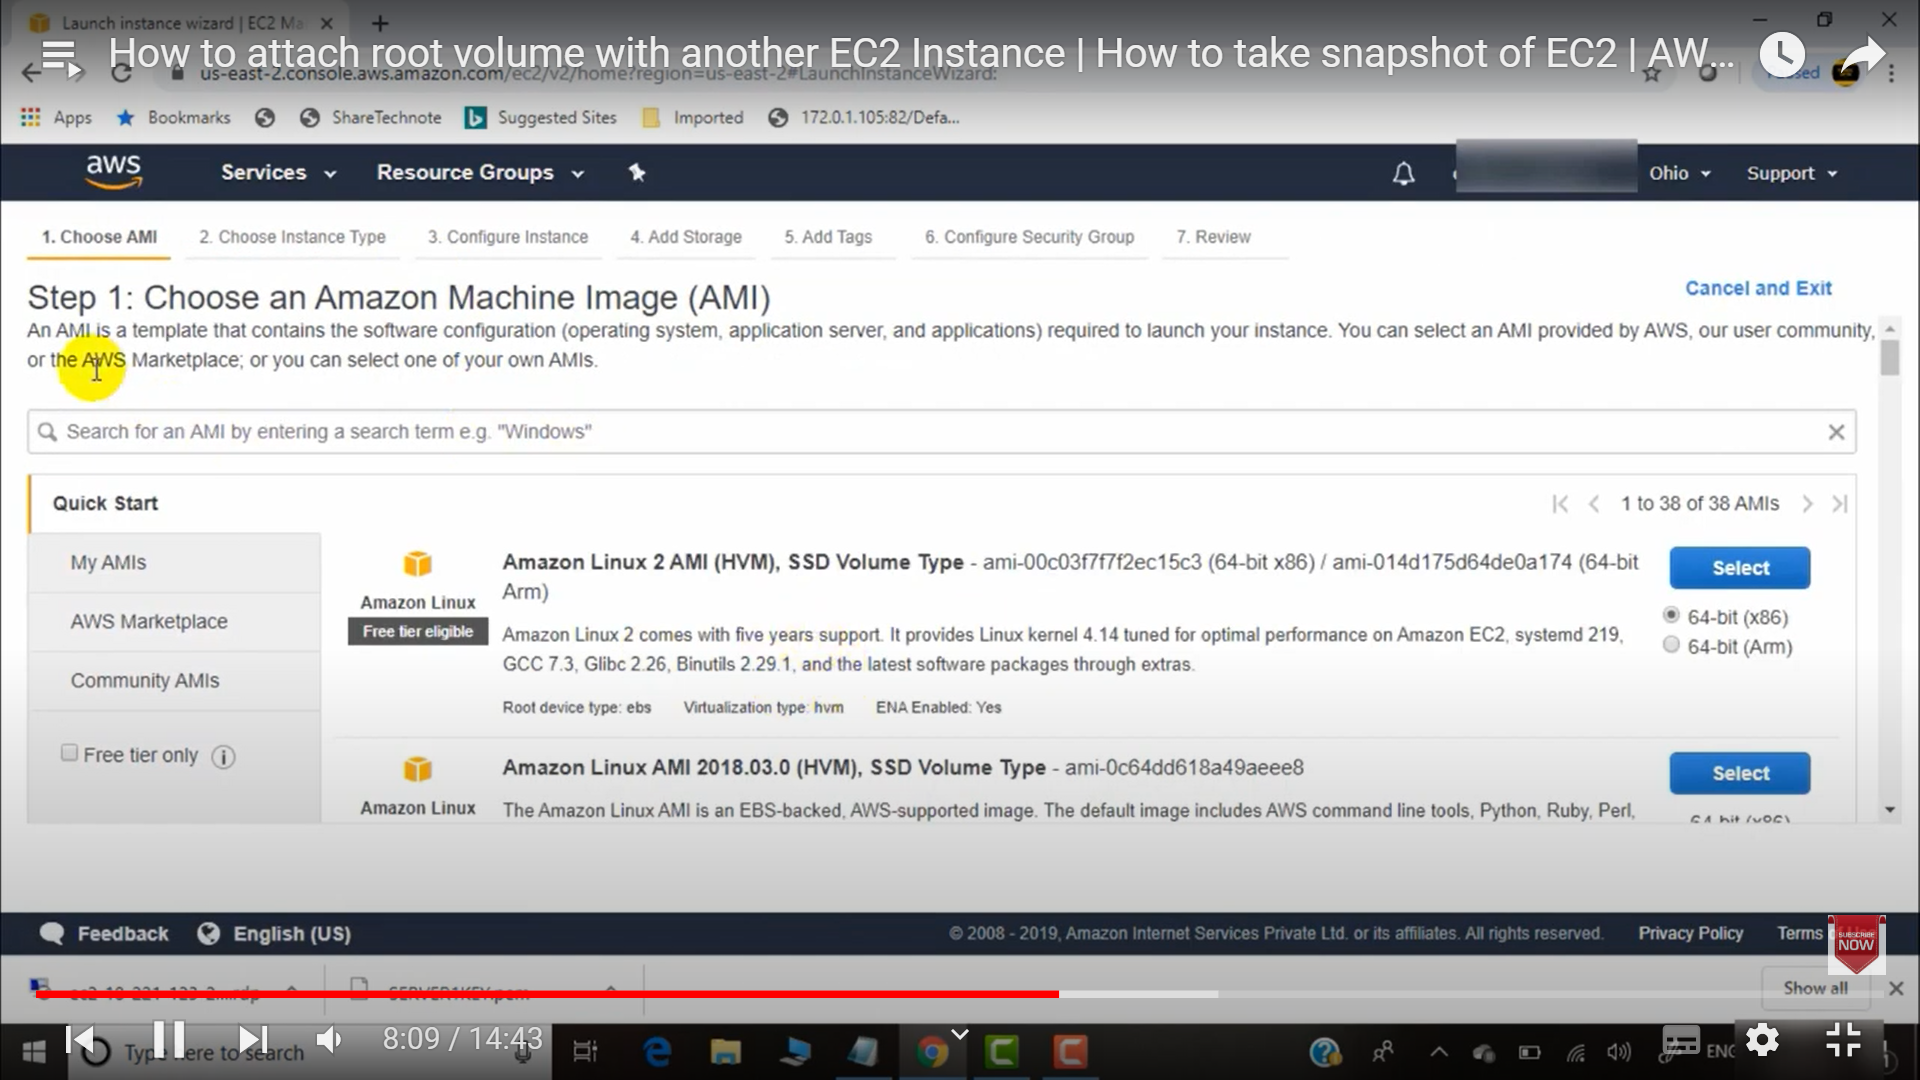 Launch instance wizard | EC2 Ma
How to attach root volume with another EC2 Instance | How to take snapshot of EC2 | AW...
us-east-2.console.aws.amazon.com/ec2/v2/home?region=us-east-2#LaunchInstanceWizard:
Apps Bookmarks ShareTechnote Suggested Sites Imported 172.0.1.105:82/Defa...
aws Services Resource Groups Ohio Support
1. Choose AMI 2. Choose Instance Type 3. Configure Instance 4. Add Storage 5. Add Tags 6. Configure Security Group 7. Review
Step 1: Choose an Amazon Machine Image (AMI)
Cancel and Exit
An AMI is a template that contains the software configuration (operating system, application server, and applications) required to launch your instance. You can select an AMI provided by AWS, our user community,
or the AWS Marketplace; or you can select one of your own AMIs.
Search for an AMI by entering a search term e.g. "Windows"
Quick Start
1 to 38 of 38 AMIs
My AMIs
AWS Marketplace
Community AMIs
Free tier only
Amazon Linux
Free tier eligible
Amazon Linux 2 AMI (HVM), SSD Volume Type - ami-00c03f7f7f2ec15c3 (64-bit x86) / ami-014d175d64de0a174 (64-bit
Arm)
Amazon Linux 2 comes with five years support. It provides Linux kernel 4.14 tuned for optimal performance on Amazon EC2, systemd 219,
GCC 7.3, Glibc 2.26, Binutils 2.29.1, and the latest software packages through extras.
Root device type: ebs Virtualization type: hvm ENA Enabled: Yes
Select
64-bit (x86)
64-bit (Arm)
Amazon Linux
Amazon Linux AMI 2018.03.0 (HVM), SSD Volume Type - ami-0c64dd618a49aeee8
The Amazon Linux AMI is an EBS-backed, AWS-supported image. The default image includes AWS command line tools, Python, Ruby, Perl,
Select
64-bit (x86)
Feedback English (US)
© 2008 - 2019, Amazon Internet Services Private Ltd. or its affiliates. All rights reserved. Privacy Policy Terms
SUBSCRIBE
NOW
SERVER1KEY.pem
Show all
8:09 / 14:43
Type here to search
ENG